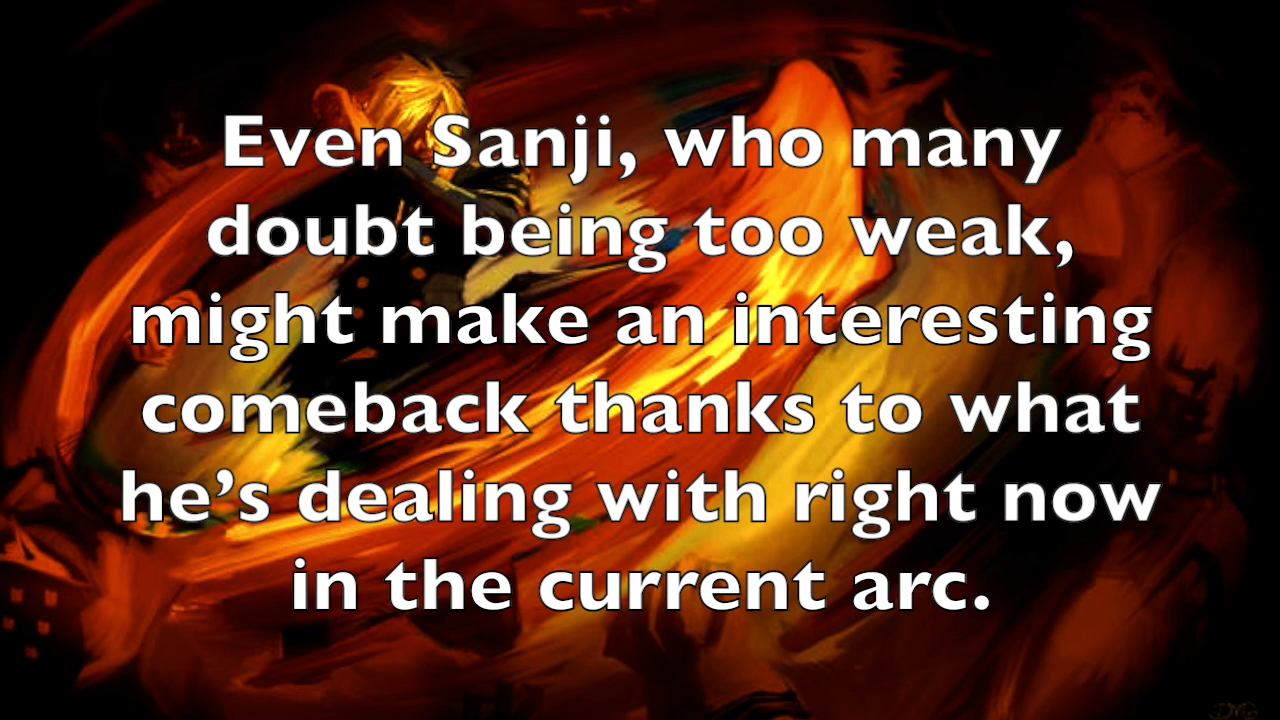 Even Sanji, who many
doubt being too weak,
might make an interesting
comeback thanks to what
he’s dealing with right now
in the current arc.